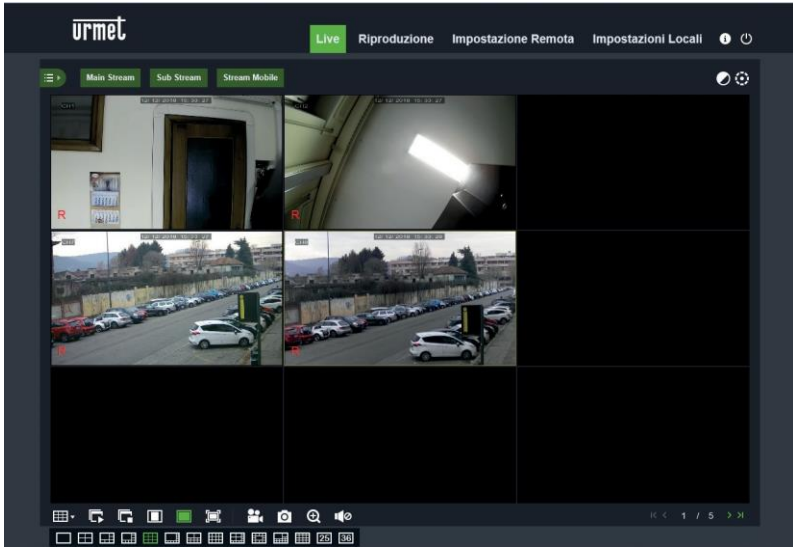 urmet
Live Riproduzione Impostazione Remota Impostazioni Locali
Main Stream Sub Stream Stream Mobile
R
R
R
R
1 / 5
25 36